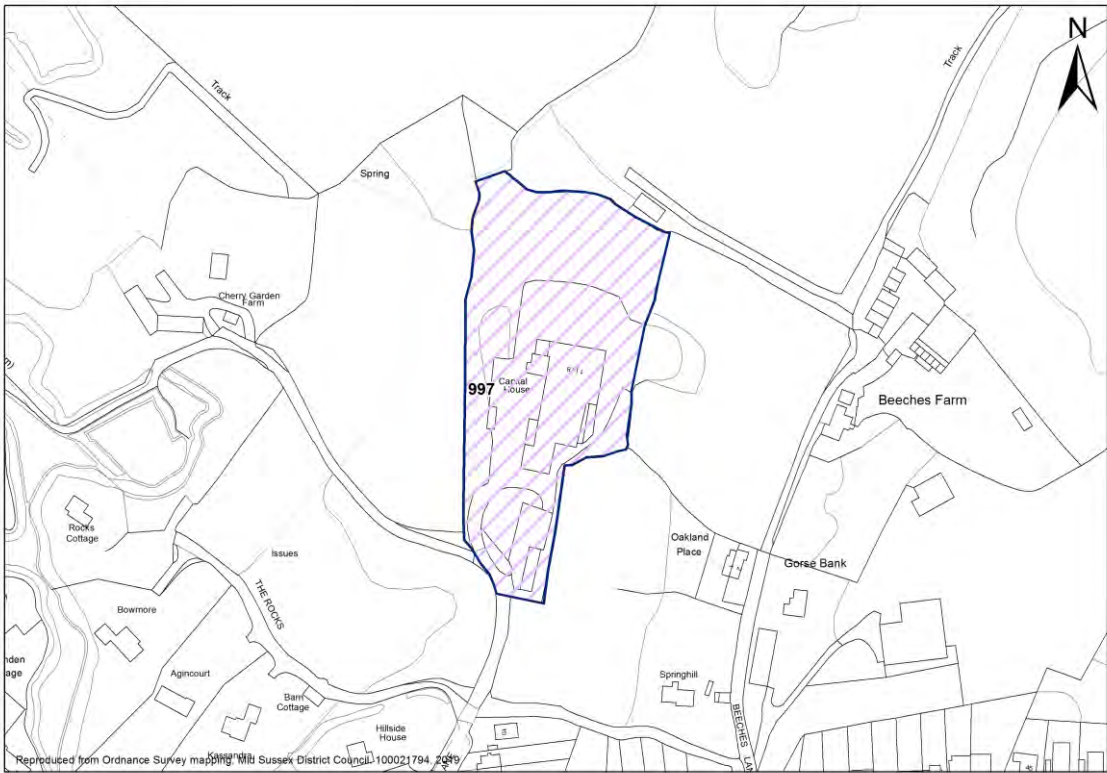 N
Track
Track
Spring
Cherry Garden
Farm
997
House
Beeches Farm
Rocks
Cottage
Issues
Oakland
Place
Gorse Bank
THE ROCKS
Bowmore
Agincourt
Barn
Cottage
Springhill
BEECHES LAN
Hillside
House
Kassandra
Reproduced from Ordnance Survey mapping, Mid Sussex District Council, 100021794, 2019